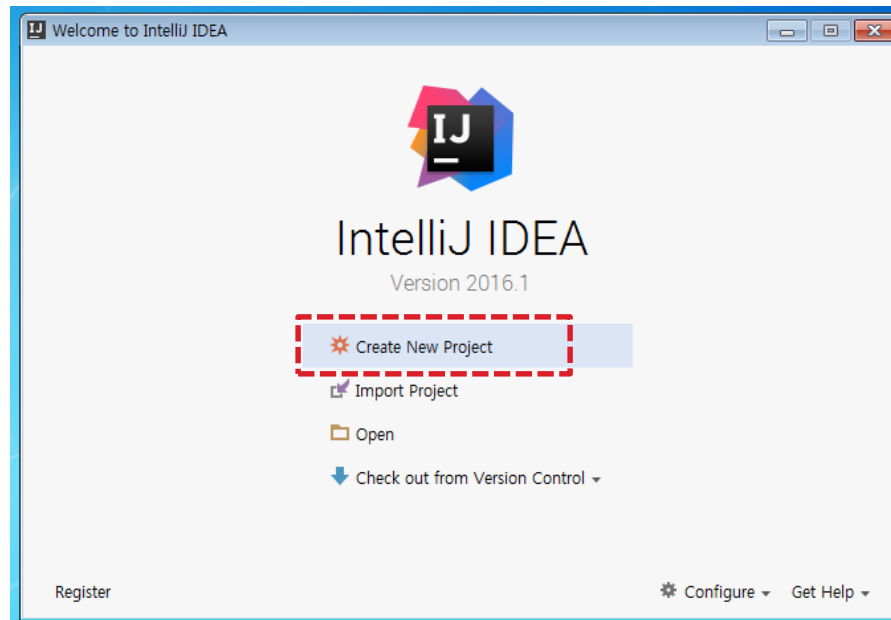 Welcome to IntelliJ IDEA
IJ
IntelliJ IDEA
Version 2016.1
Create New Project
Import Project
Open
Check out from Version Control
Register
Configure
Get Help